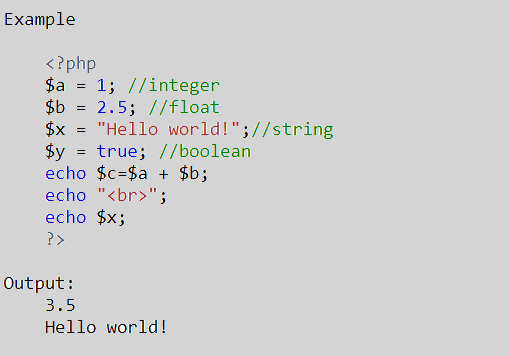 Example
<?php
$a = 1; //integer
$b = 2.5; //float
$x = "Hello world!";//string
$y = true; //boolean
echo $c=$a + $b;
echo "<br>";
echo $x;
?>
Output:
3.5
Hello world!